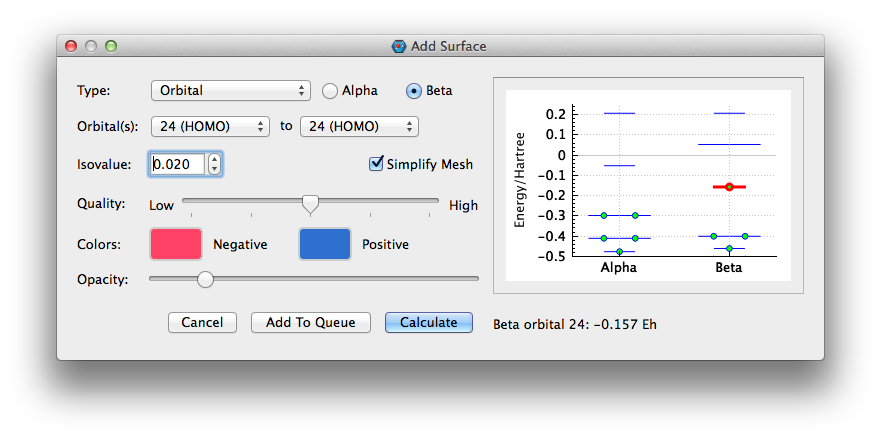 Add Surface
Type: Orbital Alpha Beta
Orbital(s): 24 (HOMO) to 24 (HOMO)
Isovalue: 0.020 Simplify Mesh
Quality: Low High
Colors: Negative Positive
Opacity:
Cancel Add To Queue Calculate
Energy/Hartree
0.2
0.1
0
−0.1
−0.2
−0.3
−0.4
−0.5
Alpha Beta
Beta orbital 24: −0.157 Eh